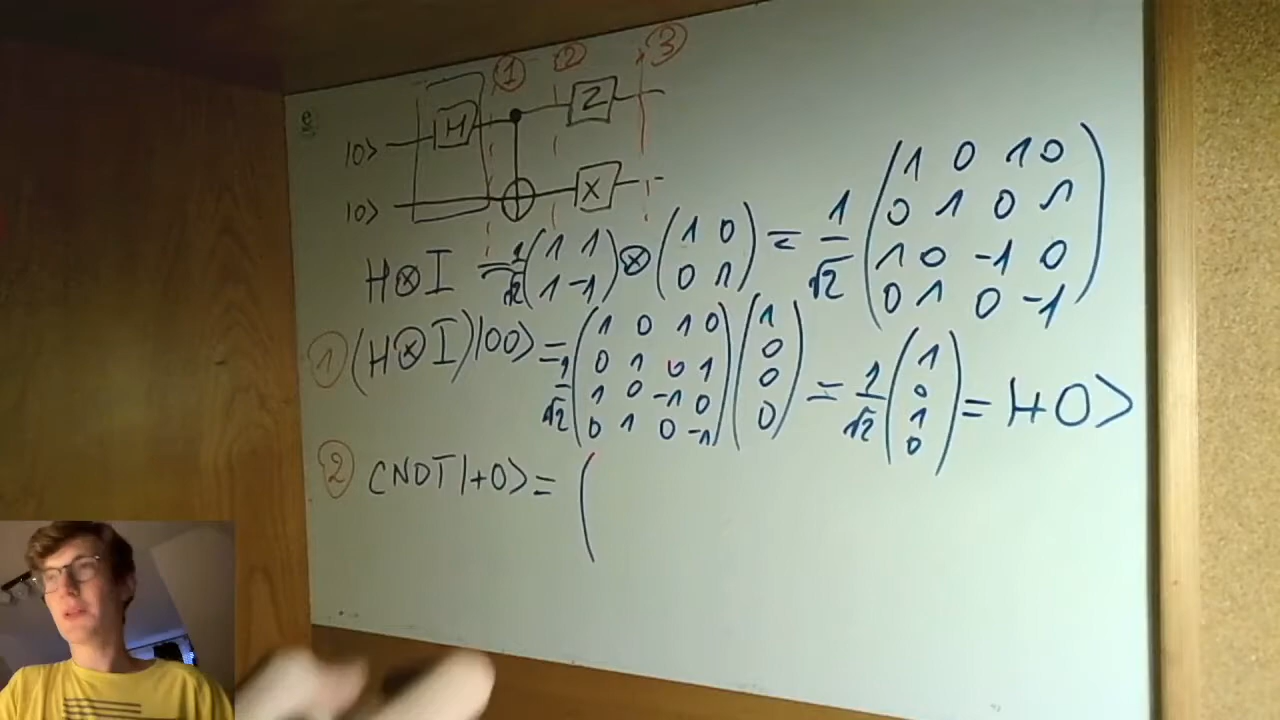 ① ② ③
|0> H Z
|0> X
H⊗I = 1/√2 (1 1; 1 -1) ⊗ (1 0; 0 1) = 1/√2 (1 0 1 0; 0 1 0 1; 1 0 -1 0; 0 1 0 -1)
① (H⊗I)|00> = 1/√2 (1 0 1 0; 0 1 0 1; 1 0 -1 0; 0 1 0 -1) (1; 0; 0; 0) = 1/√2 (1; 0; 1; 0) = |+0>
② CNOT|+0> = (